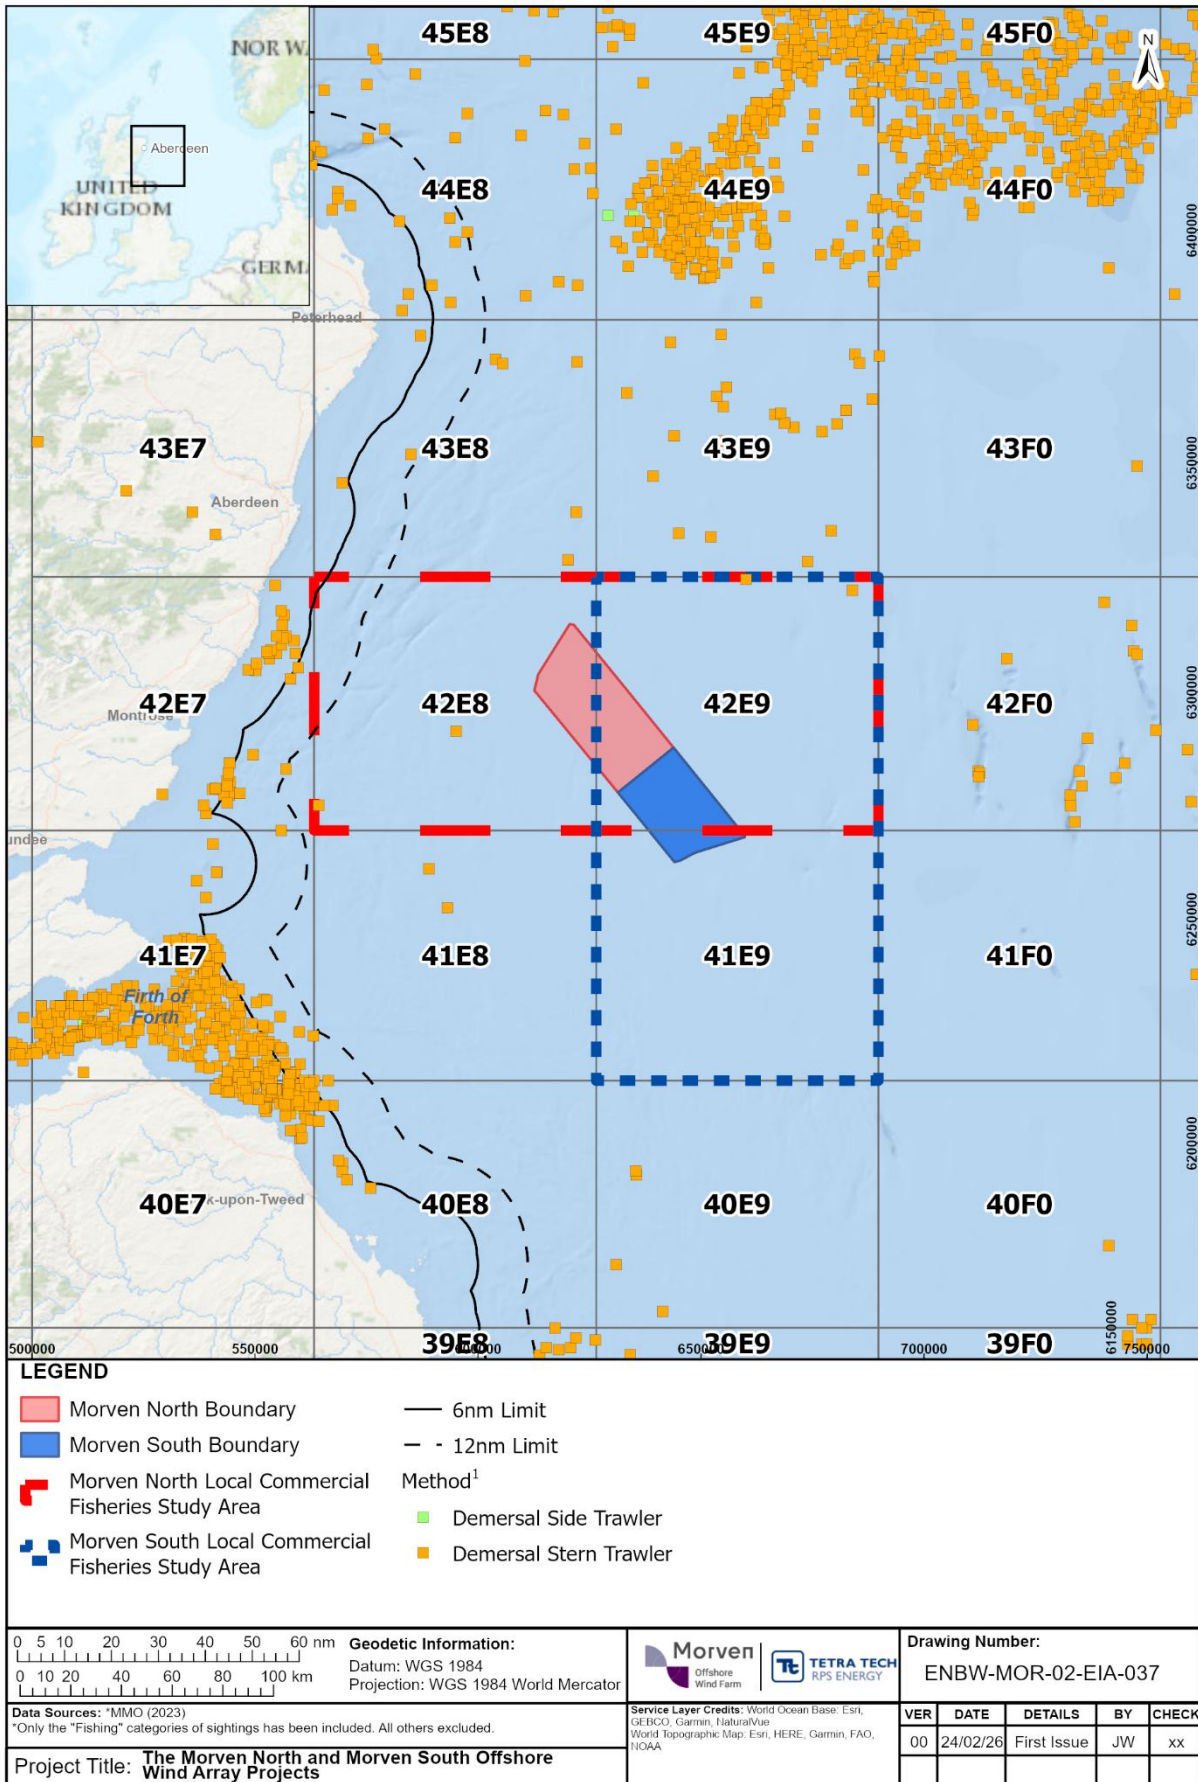 NOR WA
Aberdeen
UNITED
KINGDOM
GERMA
45E8
45E9
45F0
N
44E8
44E9
44F0
6400000
Peterhead
43E7
43E8
43E9
43F0
6350000
Aberdeen
42E7
42E8
42E9
42F0
6300000
Montrose
undee
41E7
41E8
41E9
41F0
6250000
Firth of
Forth
6200000
40E7
k-upon-Tweed
40E8
40E9
40F0
6150000
39E8
39E9
39F0
500000
550000
600000
650000
700000
750000
LEGEND
Morven North Boundary
Morven South Boundary
Morven North Local Commercial
Fisheries Study Area
Morven South Local Commercial
Fisheries Study Area
6nm Limit
12nm Limit
Method1
Demersal Side Trawler
Demersal Stern Trawler
0 5 10 20 30 40 50 60 nm
0 10 20 40 60 80 100 km
Geodetic Information:
Datum: WGS 1984
Projection: WGS 1984 World Mercator
Data Sources: *MMO (2023)
*Only the "Fishing" categories of sightings has been included. All others excluded.
Project Title: The Morven North and Morven South Offshore
Wind Array Projects
Morven
Offshore
Wind Farm
Tt TETRA TECH
RPS ENERGY
Service Layer Credits: World Ocean Base: Esri,
GEBCO, Garmin, NaturalVue
World Topographic Map: Esri, HERE, Garmin, FAO,
NOAA
Drawing Number:
ENBW-MOR-02-EIA-037
VER DATE DETAILS BY CHECK
00 24/02/26 First Issue JW xx